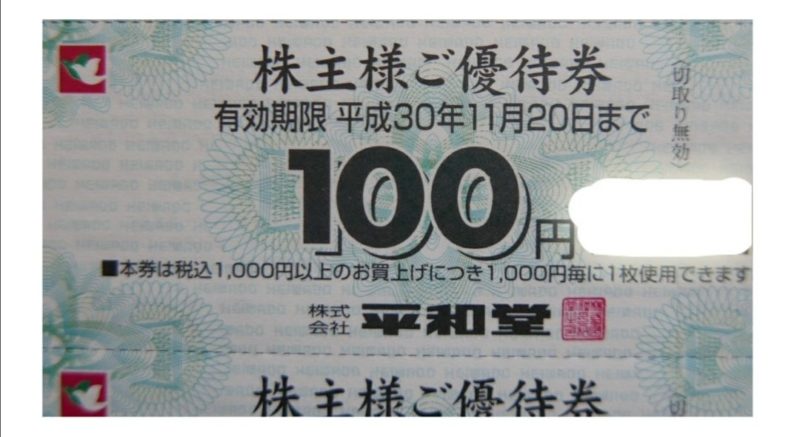 株主様ご優待券
〈切取り無効〉
有効期限 平成30年11月20日まで
100円
■本券は税込1,000円以上のお買上げにつき1,000円毎に1枚使用できます
株式
会社 平和堂
株主様ご優待券